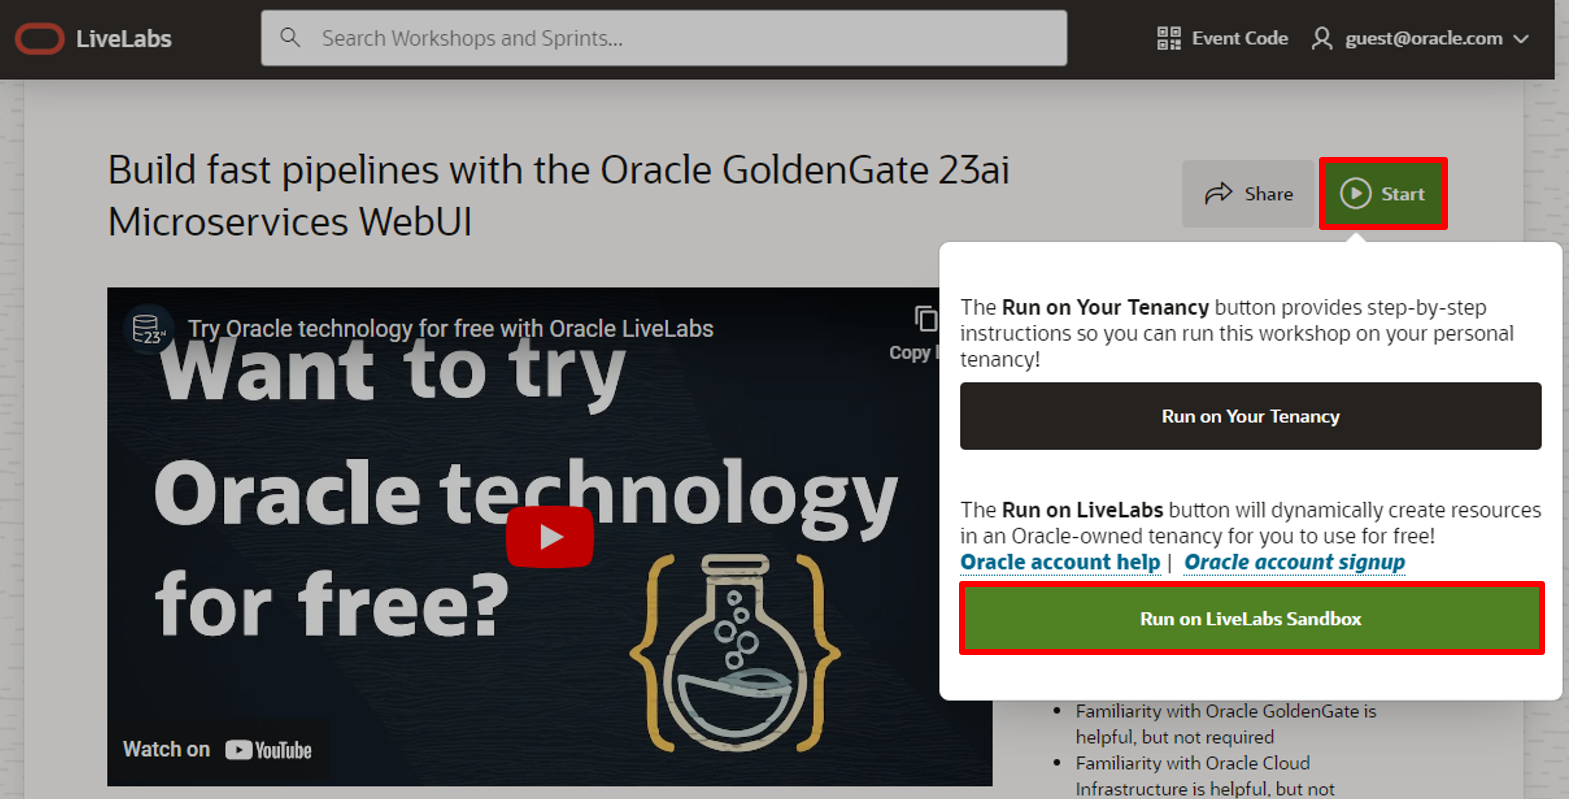 LiveLabs
Search Workshops and Sprints...
Event Code
guest@oracle.com
Build fast pipelines with the Oracle GoldenGate 23ai
Microservices WebUI
Share
Start
23
Try Oracle technology for free with Oracle LiveLabs
Copy
Want to try
Oracle technology
for free?
Watch on YouTube
The Run on Your Tenancy button provides step-by-step
instructions so you can run this workshop on your personal
tenancy!
Run on Your Tenancy
The Run on LiveLabs button will dynamically create resources
in an Oracle-owned tenancy for you to use for free!
Oracle account help | Oracle account signup
Run on LiveLabs Sandbox
• Familiarity with Oracle GoldenGate is
helpful, but not required
• Familiarity with Oracle Cloud
Infrastructure is helpful, but not